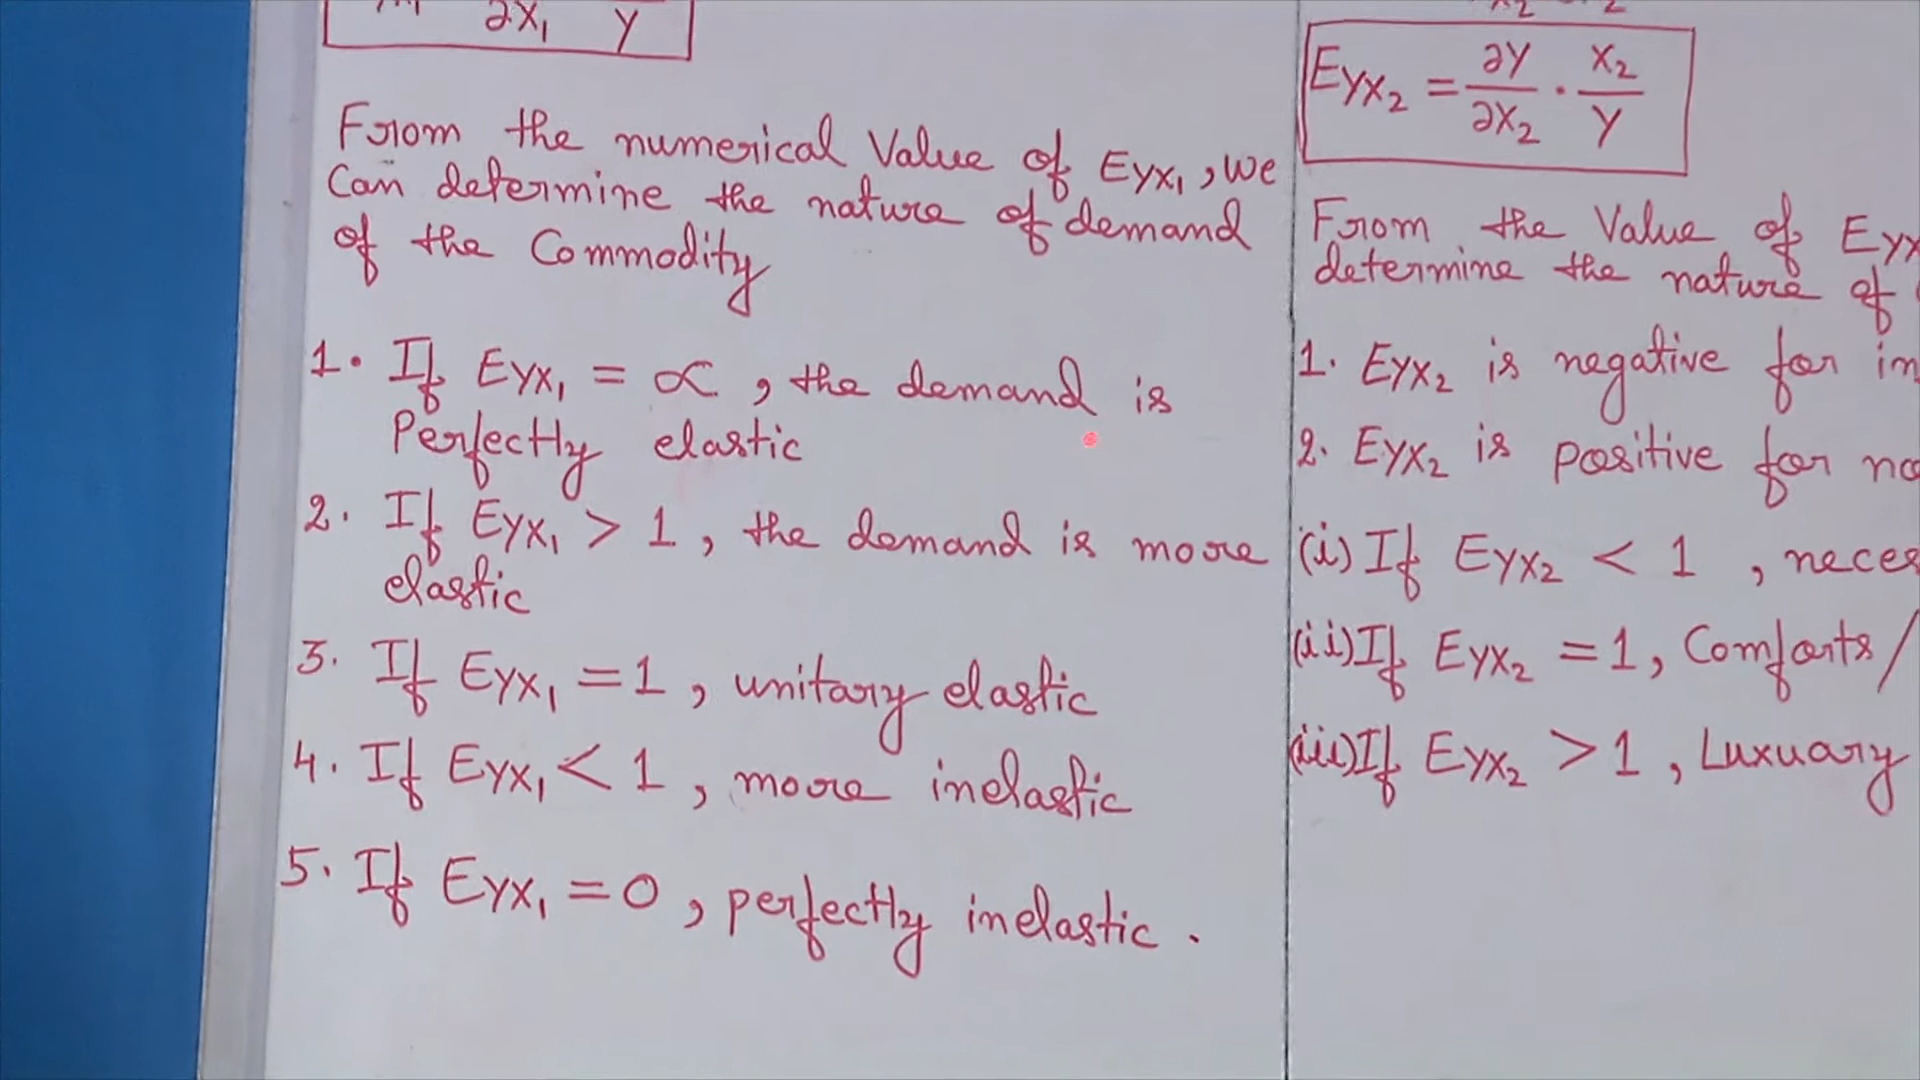 ∂X₁ Y
From the numerical Value of Eyx₁, we
Can determine the nature of demand
of the Commodity
1. If Eyx₁ = ∝, the demand is
Perfectly elastic
2. If Eyx₁ > 1, the demand is more
elastic
3. If Eyx₁ = 1, unitary elastic
4. If Eyx₁ < 1, more inelastic
5. If Eyx₁ = 0, perfectly inelastic.
Eyx₂ = ∂Y/∂X₂ · X₂/Y
From the Value of Eyx
determine the nature of
1. Eyx₂ is negative for in
2. Eyx₂ is positive for no
(i) If Eyx₂ < 1, neces
(ii) If Eyx₂ = 1, Comforts/
(iii) If Eyx₂ > 1, Luxuary